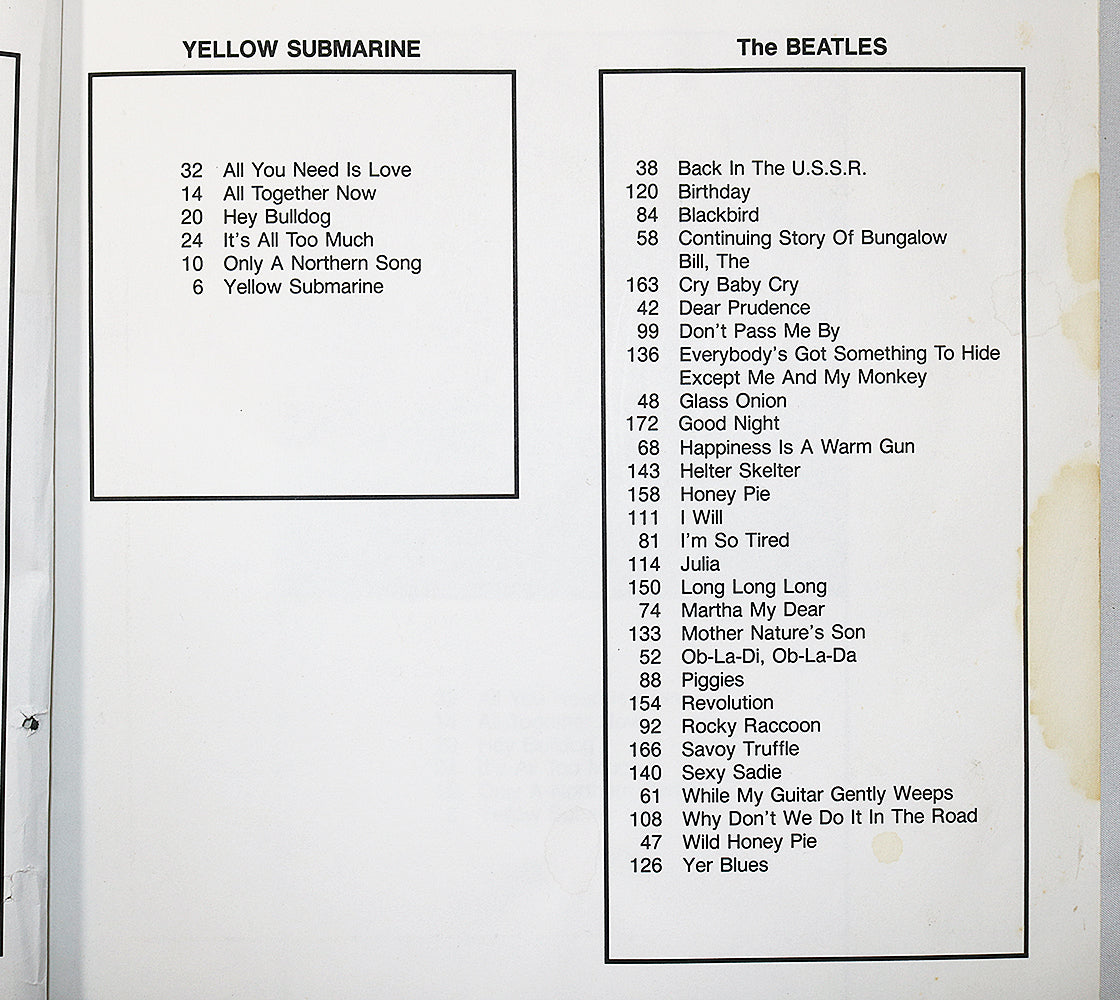 YELLOW SUBMARINE
32 All You Need Is Love
14 All Together Now
20 Hey Bulldog
24 It's All Too Much
10 Only A Northern Song
6 Yellow Submarine
The BEATLES
38 Back In The U.S.S.R.
120 Birthday
84 Blackbird
58 Continuing Story Of Bungalow
Bill, The
163 Cry Baby Cry
42 Dear Prudence
99 Don't Pass Me By
136 Everybody's Got Something To Hide
Except Me And My Monkey
48 Glass Onion
172 Good Night
68 Happiness Is A Warm Gun
143 Helter Skelter
158 Honey Pie
111 I Will
81 I'm So Tired
114 Julia
150 Long Long Long
74 Martha My Dear
133 Mother Nature's Son
52 Ob-La-Di, Ob-La-Da
88 Piggies
154 Revolution
92 Rocky Raccoon
166 Savoy Truffle
140 Sexy Sadie
61 While My Guitar Gently Weeps
108 Why Don't We Do It In The Road
47 Wild Honey Pie
126 Yer Blues